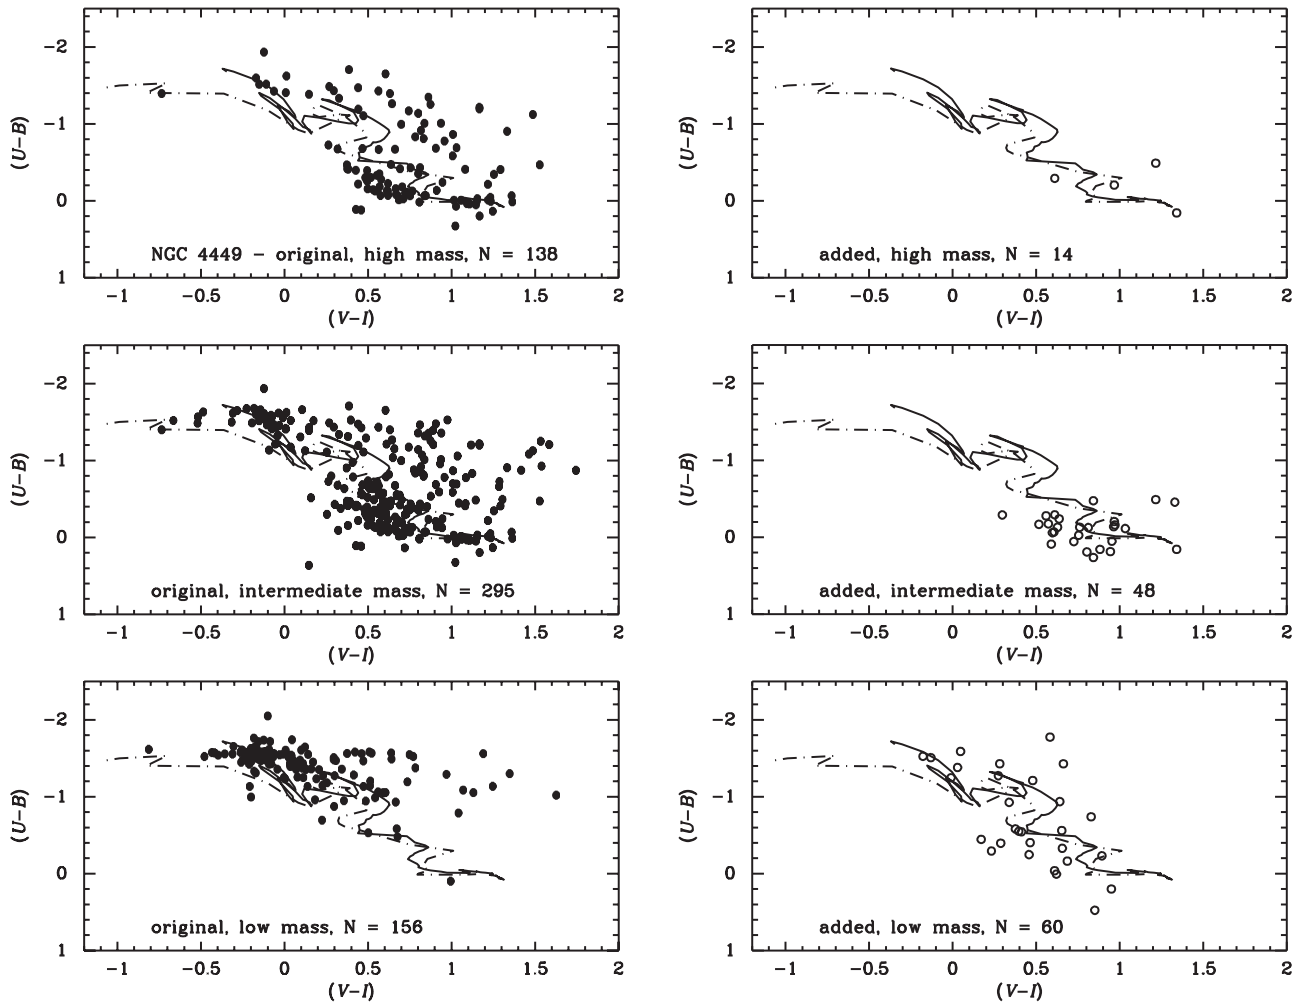 −2
−1
0
1
(U−B)
NGC 4449 − original, high mass, N = 138
−1 −0.5 0 0.5 1 1.5 2
(V−I)
−2
−1
0
1
(U−B)
added, high mass, N = 14
−1 −0.5 0 0.5 1 1.5 2
(V−I)
−2
−1
0
1
(U−B)
original, intermediate mass, N = 295
−1 −0.5 0 0.5 1 1.5 2
(V−I)
−2
−1
0
1
(U−B)
added, intermediate mass, N = 48
−1 −0.5 0 0.5 1 1.5 2
(V−I)
−2
−1
0
1
(U−B)
original, low mass, N = 156
−1 −0.5 0 0.5 1 1.5 2
(V−I)
−2
−1
0
1
(U−B)
added, low mass, N = 60
−1 −0.5 0 0.5 1 1.5 2
(V−I)